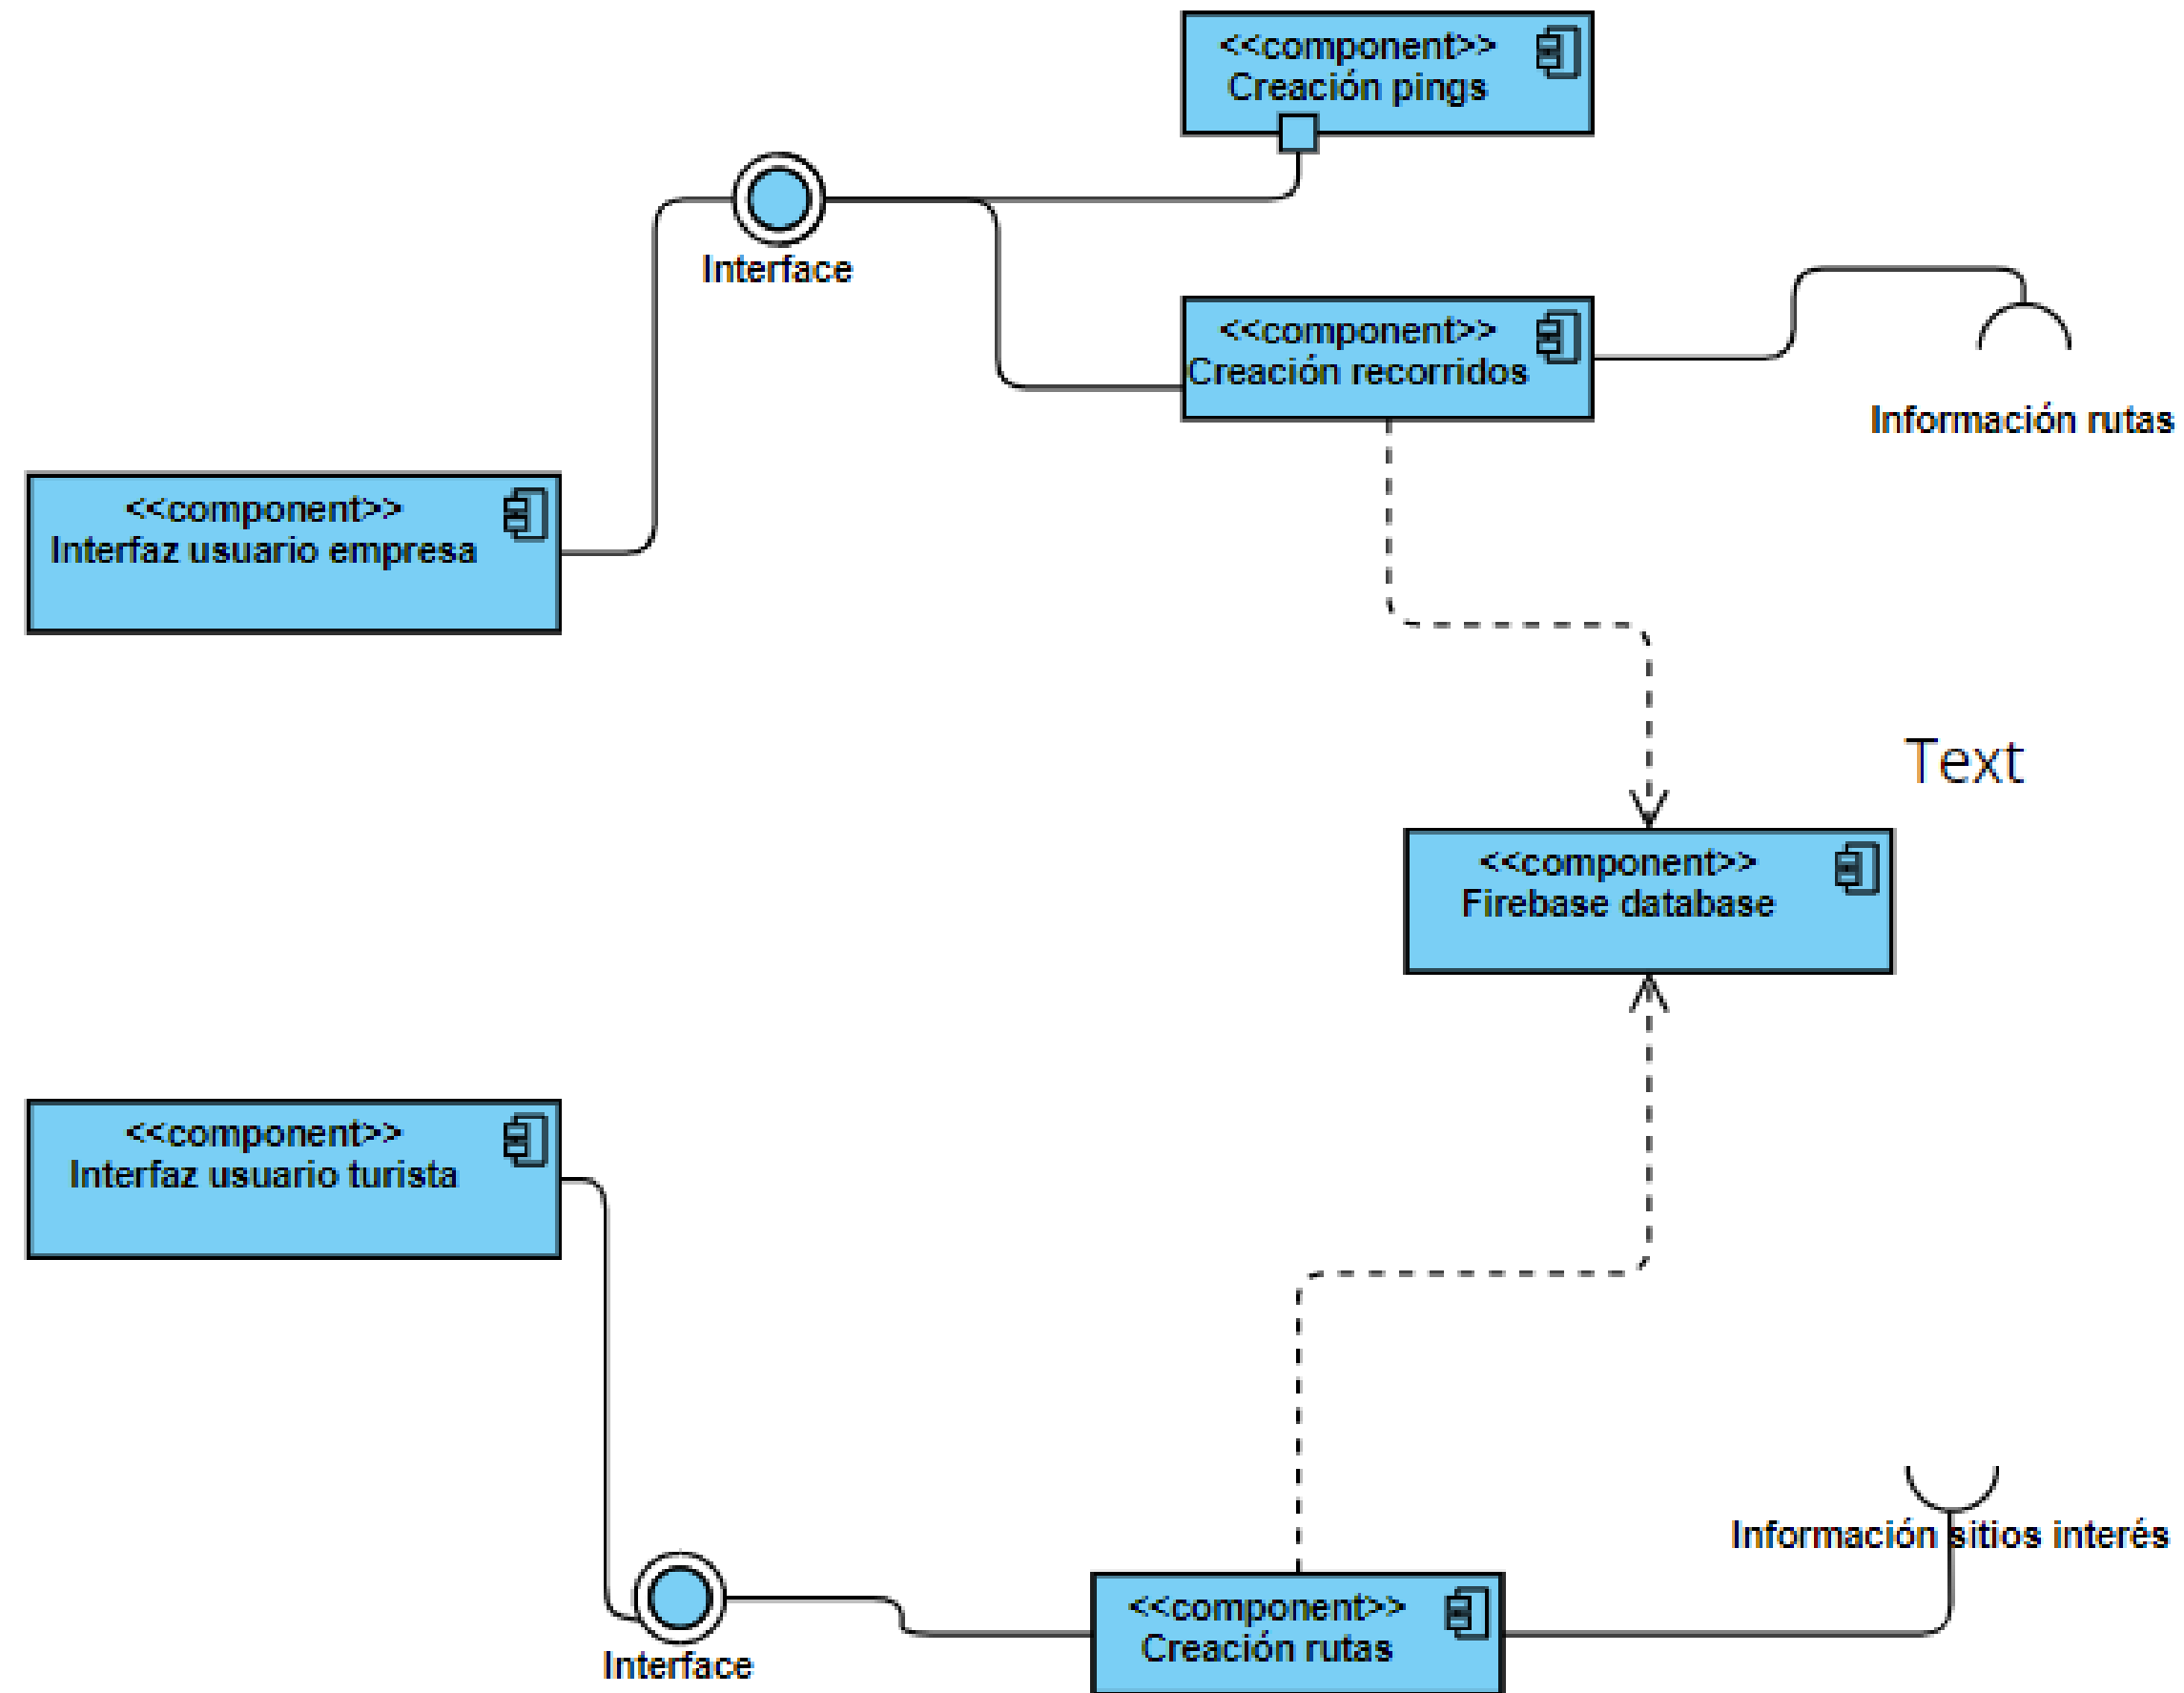 <<component>>
Creación pings
Interface
<<component>>
Creación recorridos
Información rutas
<<component>>
Interfaz usuario empresa
Text
<<component>>
Firebase database
<<component>>
Interfaz usuario turista
Información sitios interés
<<component>>
Creación rutas
Interface